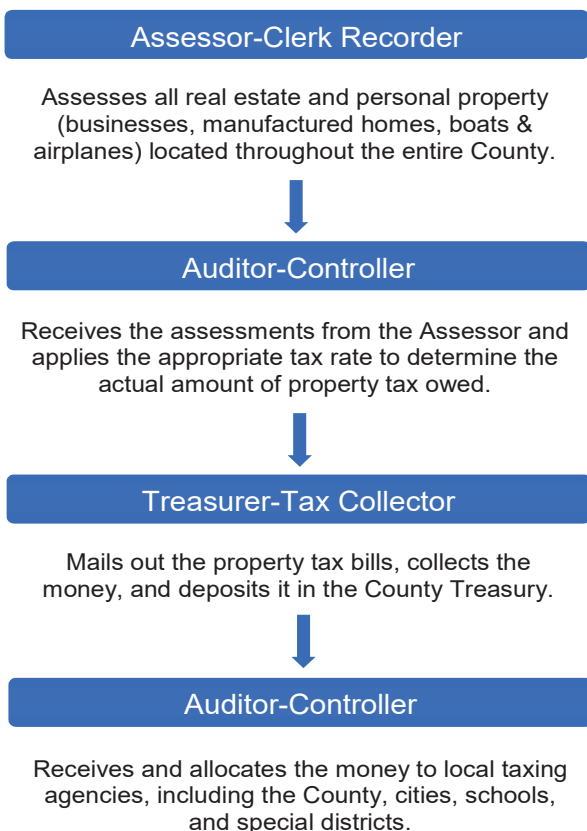 Assessor-Clerk Recorder
Assesses all real estate and personal property
(businesses, manufactured homes, boats &
airplanes) located throughout the entire County.
Auditor-Controller
Receives the assessments from the Assessor and
applies the appropriate tax rate to determine the
actual amount of property tax owed.
Treasurer-Tax Collector
Mails out the property tax bills, collects the
money, and deposits it in the County Treasury.
Auditor-Controller
Receives and allocates the money to local taxing
agencies, including the County, cities, schools,
and special districts.